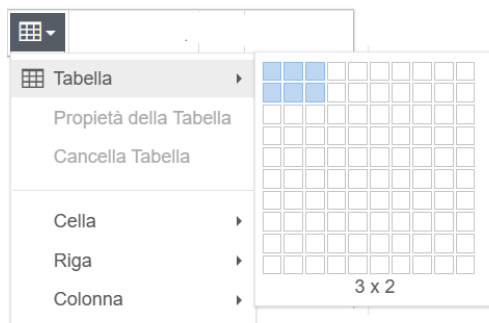 Tabella
Propietà della Tabella
Cancella Tabella
Cella
Riga
Colonna
3 x 2